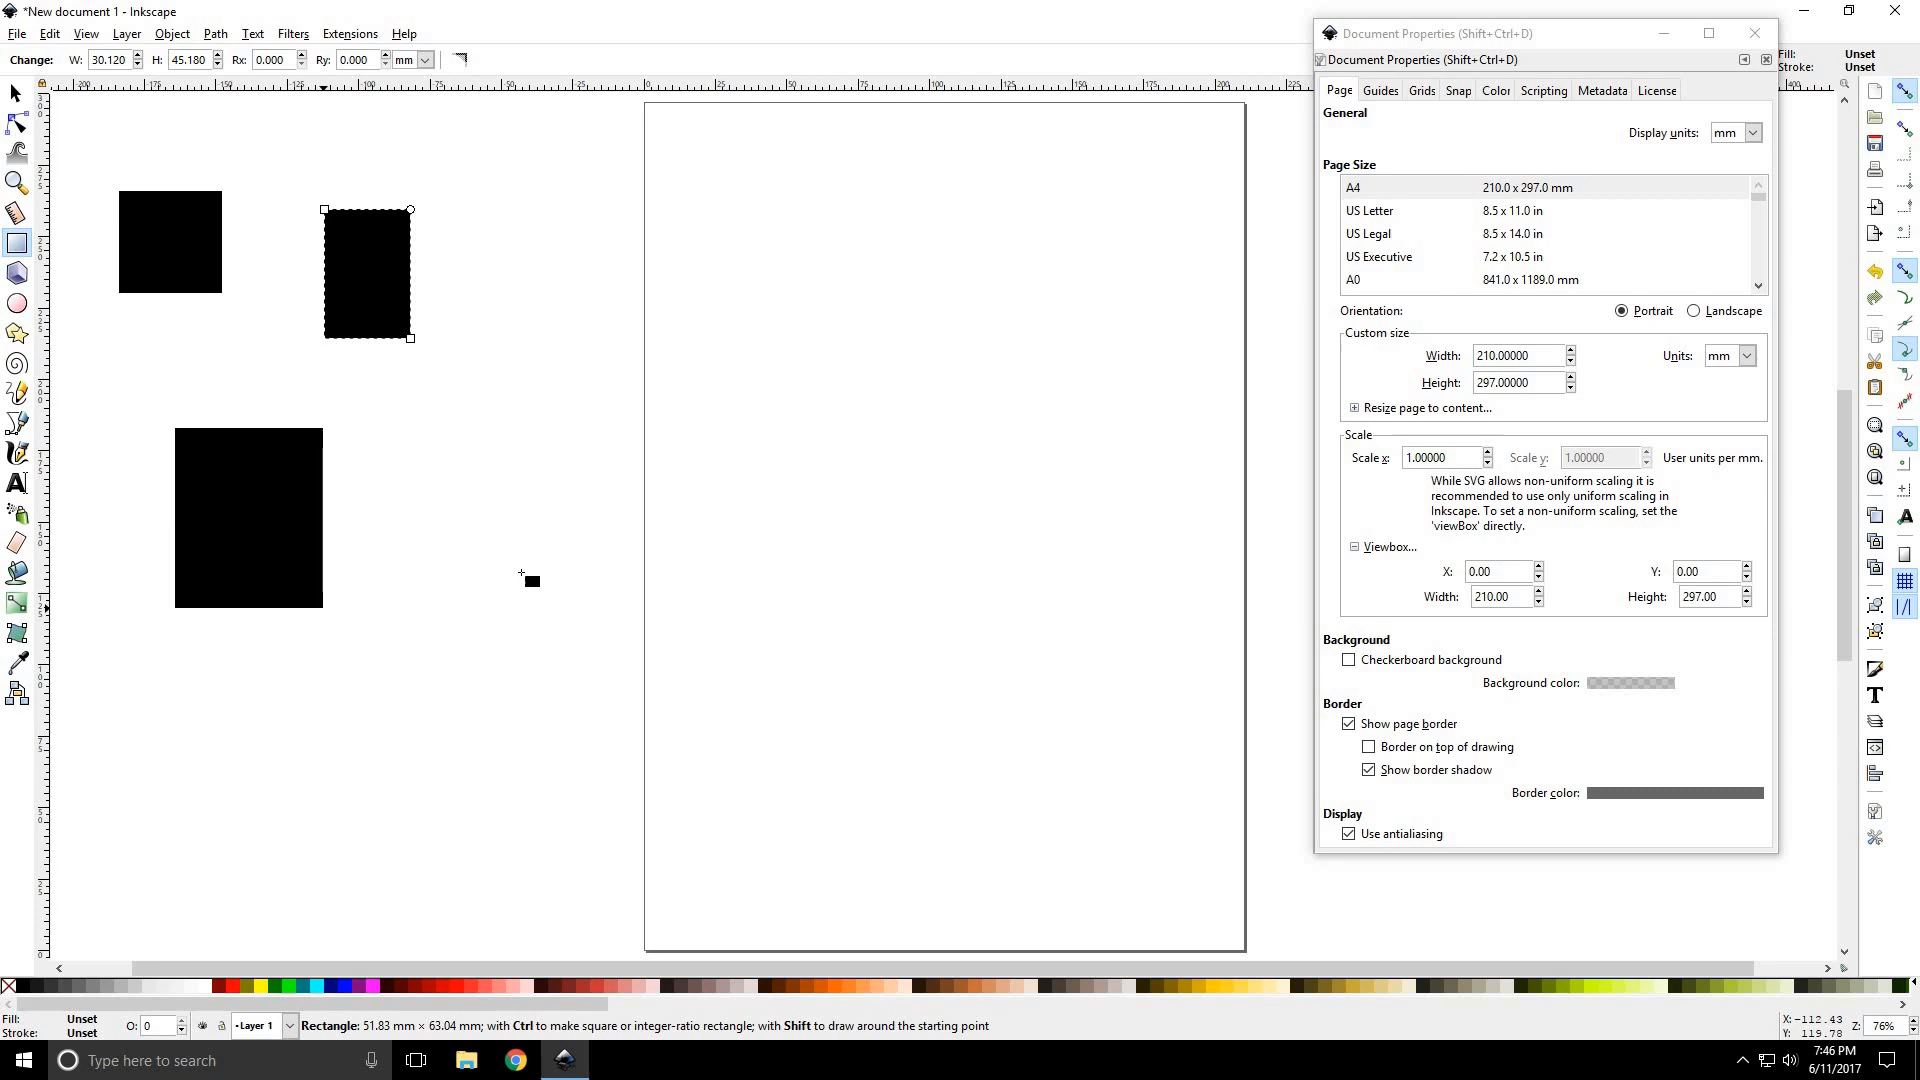 *New document 1 - Inkscape
File Edit View Layer Object Path Text Filters Extensions Help
Change: W: 30.120 H: 45.180 Rx: 0.000 Ry: 0.000 mm
Document Properties (Shift+Ctrl+D)
Document Properties (Shift+Ctrl+D)
Fill: Unset
Stroke: Unset
Page Guides Grids Snap Color Scripting Metadata License
General
Display units: mm
Page Size
A4 210.0 x 297.0 mm
US Letter 8.5 x 11.0 in
US Legal 8.5 x 14.0 in
US Executive 7.2 x 10.5 in
A0 841.0 x 1189.0 mm
Orientation: Portrait Landscape
Custom size
Width: 210.00000 Units: mm
Height: 297.00000
Resize page to content...
Scale
Scale x: 1.00000 Scale y: 1.00000 User units per mm.
While SVG allows non-uniform scaling it is
recommended to use only uniform scaling in
Inkscape. To set a non-uniform scaling, set the
'viewBox' directly.
Viewbox...
X: 0.00 Y: 0.00
Width: 210.00 Height: 297.00
Background
Checkerboard background
Background color:
Border
Show page border
Border on top of drawing
Show border shadow
Border color:
Display
Use antialiasing
Fill: Unset
Stroke: Unset
O: 0
Layer 1
Rectangle: 51.83 mm × 63.04 mm; with Ctrl to make square or integer-ratio rectangle; with Shift to draw around the starting point
X: -112.43
Y: 119.78
Z: 76%
Type here to search
7:46 PM
6/11/2017